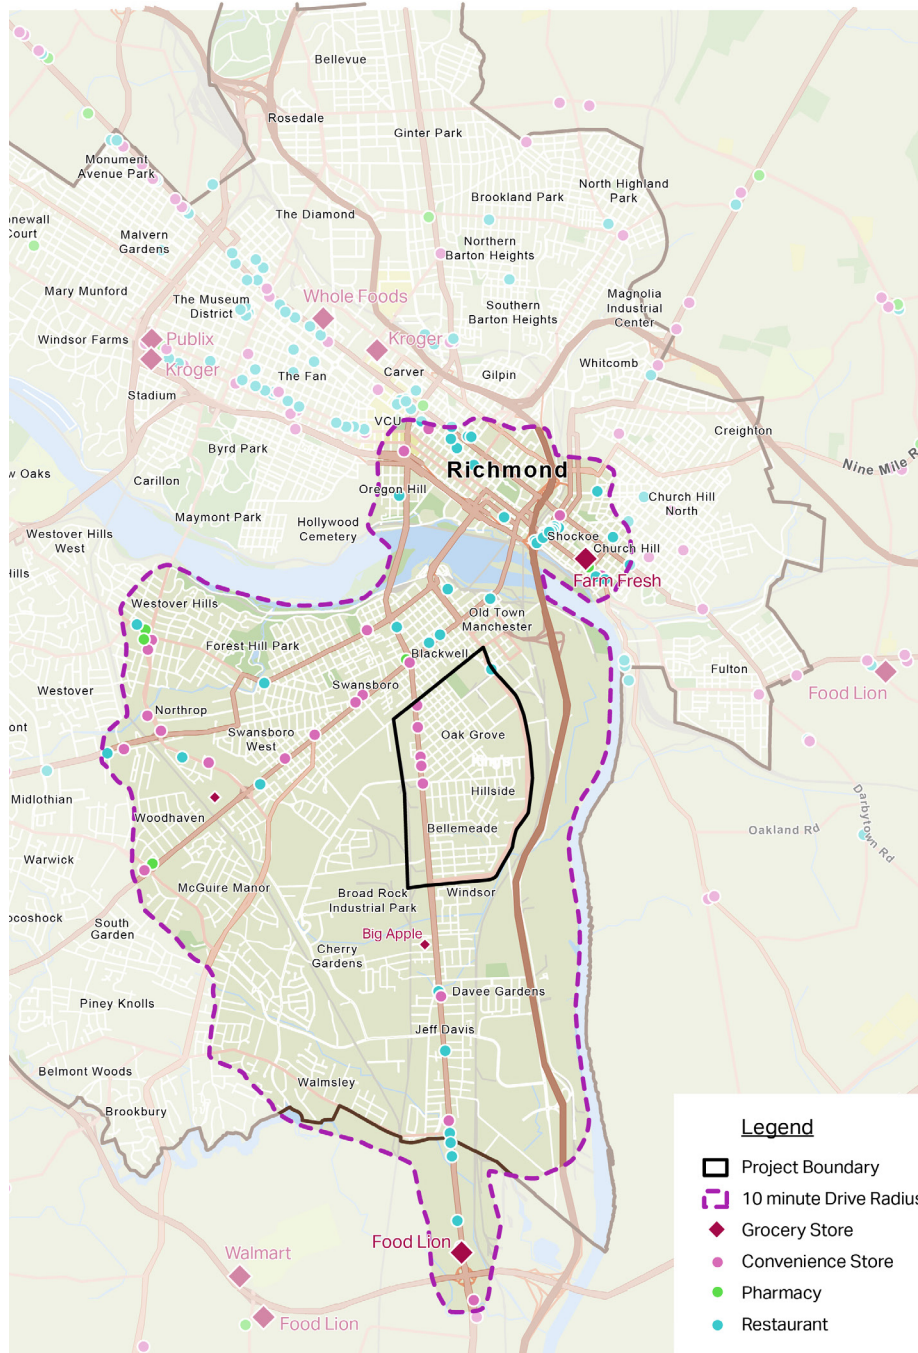 Bellevue
Rosedale
Ginter Park
Monument
Avenue Park
North Highland
Park
Brookland Park
The Diamond
onewall
Court
Malvern
Gardens
Northern
Barton Heights
Mary Munford
The Museum
District
Whole Foods
Magnolia
Industrial
Center
Southern
Barton Heights
Windsor Farms
Publix
Kroger
Kroger
Whitcomb
The Fan
Carver
Gilpin
Stadium
VCU
Creighton
Byrd Park
Richmond
Nine Mile R
w Oaks
Carillon
Oregon Hill
Church Hill
North
Maymont Park
Hollywood
Cemetery
Westover Hills
West
Shockoe
Church Hill
Hills
Farm Fresh
Westover Hills
Old Town
Manchester
Forest Hill Park
Blackwell
Fulton
Westover
Swansboro
Food Lion
Northrop
ont
Swansboro
West
Oak Grove
Hillside
Midlothian
Woodhaven
Bellemeade
Oakland Rd
Darbytown Rd
Warwick
McGuire Manor
Broad Rock
Industrial Park
Windsor
ocoshock
South
Garden
Big Apple
Cherry
Gardens
Piney Knolls
Davee Gardens
Jeff Davis
Belmont Woods
Walmsley
Brookbury
Legend
Project Boundary
10 minute Drive Radius
Grocery Store
Convenience Store
Pharmacy
Restaurant
Food Lion
Walmart
Food Lion